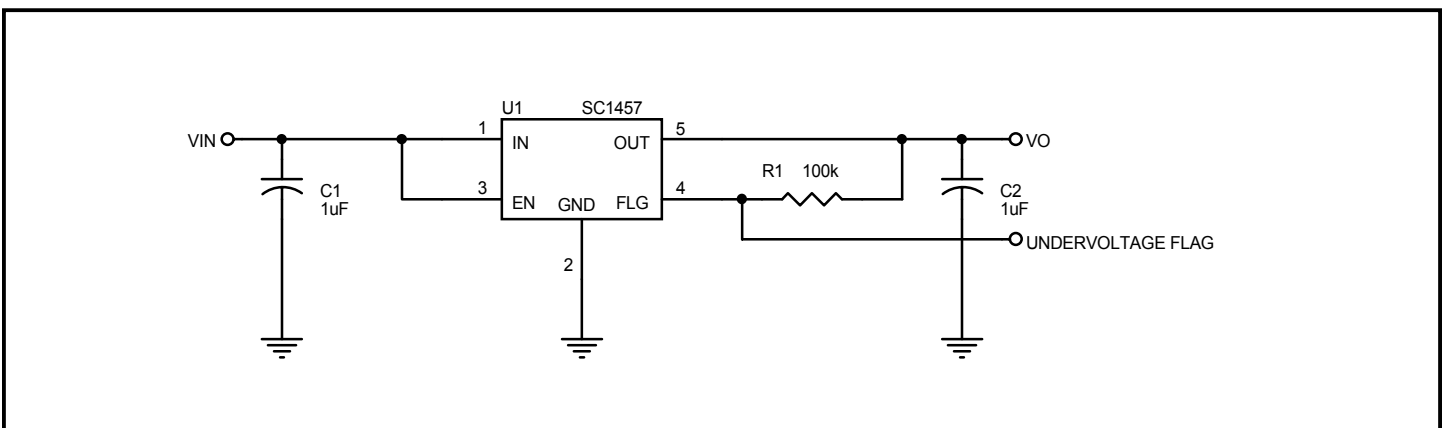 U1 SC1457
VIN
1
IN
OUT
5
VO
R1 100k
3
EN
GND
FLG
4
C1
1uF
C2
1uF
UNDERVOLTAGE FLAG
2